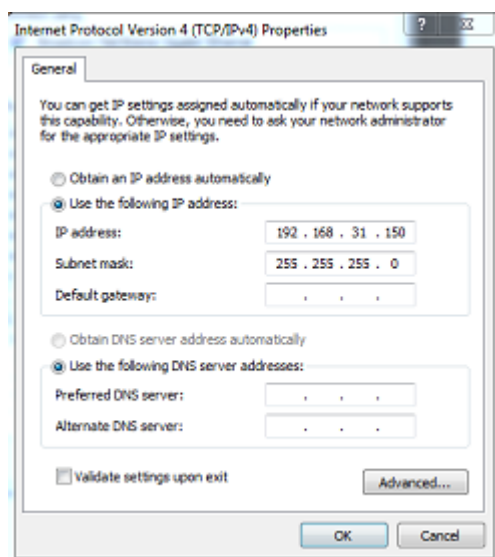 Internet Protocol Version 4 (TCP/IPv4) Properties
?
General
You can get IP settings assigned automatically if your network supports
this capability. Otherwise, you need to ask your network administrator
for the appropriate IP settings.
Obtain an IP address automatically
Use the following IP address:
IP address: 192 . 168 . 31 . 150
Subnet mask: 255 . 255 . 255 . 0
Default gateway: . . .
Obtain DNS server address automatically
Use the following DNS server addresses:
Preferred DNS server: . . .
Alternate DNS server: . . .
Validate settings upon exit
Advanced...
OK Cancel